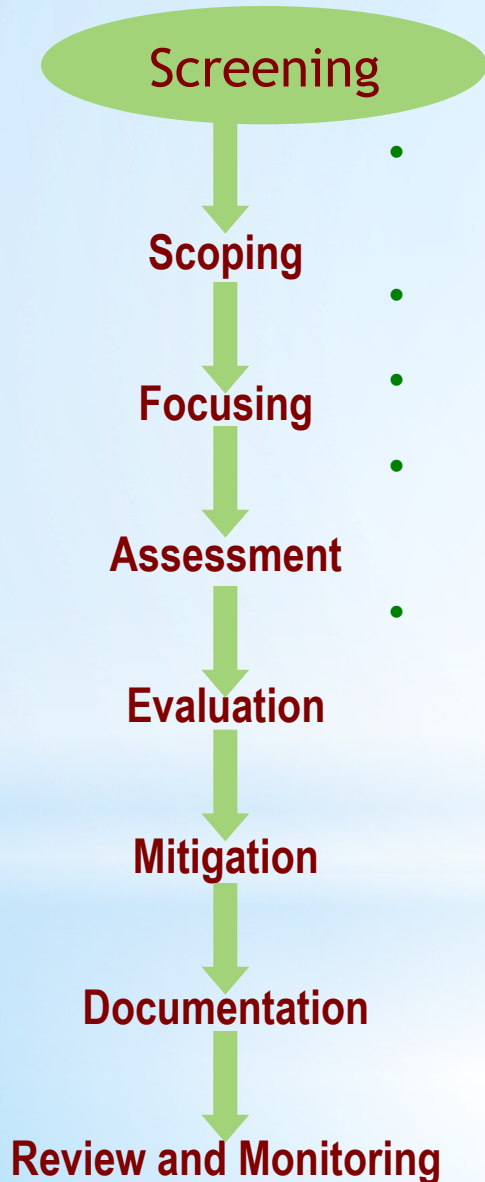 Screening
•
Scoping
•
Focusing
•
•
Assessment
•
Evaluation
Mitigation
Documentation
Review and Monitoring